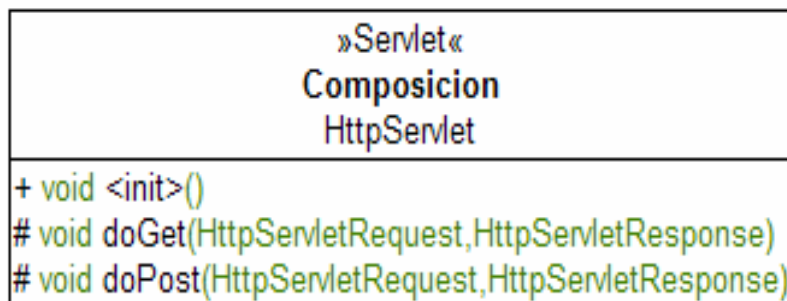 »Servlet«
Composicion
HttpServlet
+ void <init>()
# void doGet(HttpServletRequest,HttpServletResponse)
# void doPost(HttpServletRequest,HttpServletResponse)